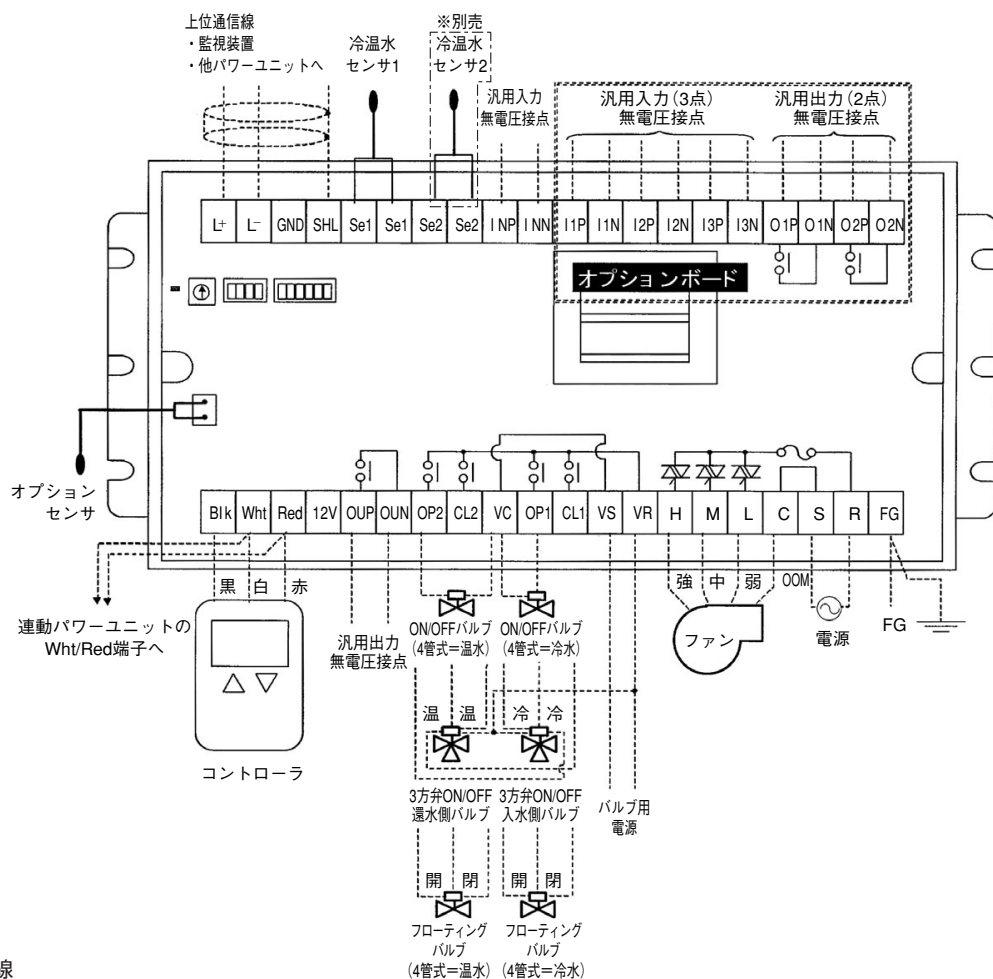 上位通信線
・監視装置
・他パワーユニットへ
冷温水
センサ1
※別売
冷温水
センサ2
汎用入力
無電圧接点
汎用入力(3点)
無電圧接点
汎用出力(2点)
無電圧接点
L+ L- GND SHL Se1 Se1 Se2 Se2 INP INN I1P I1N I2P I2N I3P I3N O1P O1N O2P O2N
オプションボード
オプション
センサ
Blk Wht Red 12V OUP OUN OP2 CL2 VC OP1 CL1 VS VR H M L C S R FG
黒 白 赤
強 中 弱 OOM
連動パワーユニットの
Wht/Red端子へ
コントローラ
汎用出力
無電圧接点
ON/OFFバルブ
(4管式=温水)
ON/OFFバルブ
(4管式=冷水)
ファン
電源
FG
温 温 冷 冷
3方弁ON/OFF
還水側バルブ
3方弁ON/OFF
入水側バルブ
バルブ用
電源
開 閉 開 閉
フローティング
バルブ
(4管式=温水)
フローティング
バルブ
(4管式=冷水)
線